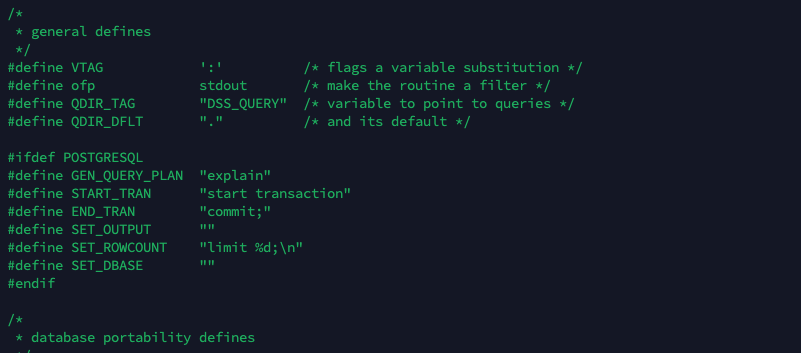 /*
 * general defines
 */
#define VTAG            ':'          /* flags a variable substitution */
#define ofp             stdout       /* make the routine a filter */
#define QDIR_TAG        "DSS_QUERY"  /* variable to point to queries */
#define QDIR_DFLT       "."          /* and its default */

#ifdef POSTGRESQL
#define GEN_QUERY_PLAN  "explain"
#define START_TRAN      "start transaction"
#define END_TRAN        "commit;"
#define SET_OUTPUT      ""
#define SET_ROWCOUNT    "limit %d;\n"
#define SET_DBASE       ""
#endif

/*
 * database portability defines
 */